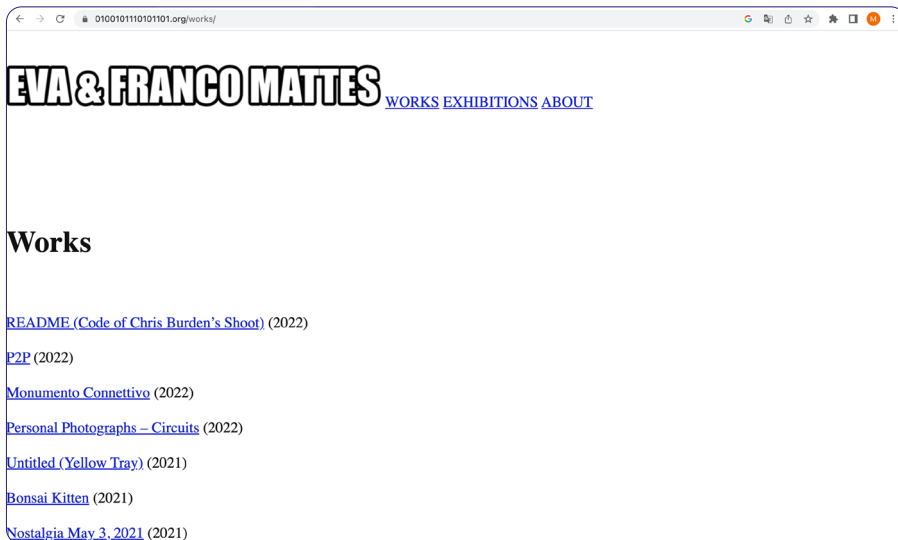 0100101110101101.org/works/
M
EVA & FRANCO MATTES WORKS EXHIBITIONS ABOUT
Works
README (Code of Chris Burden’s Shoot) (2022)
P2P (2022)
Monumento Connettivo (2022)
Personal Photographs – Circuits (2022)
Untitled (Yellow Tray) (2021)
Bonsai Kitten (2021)
Nostalgia May 3, 2021 (2021)